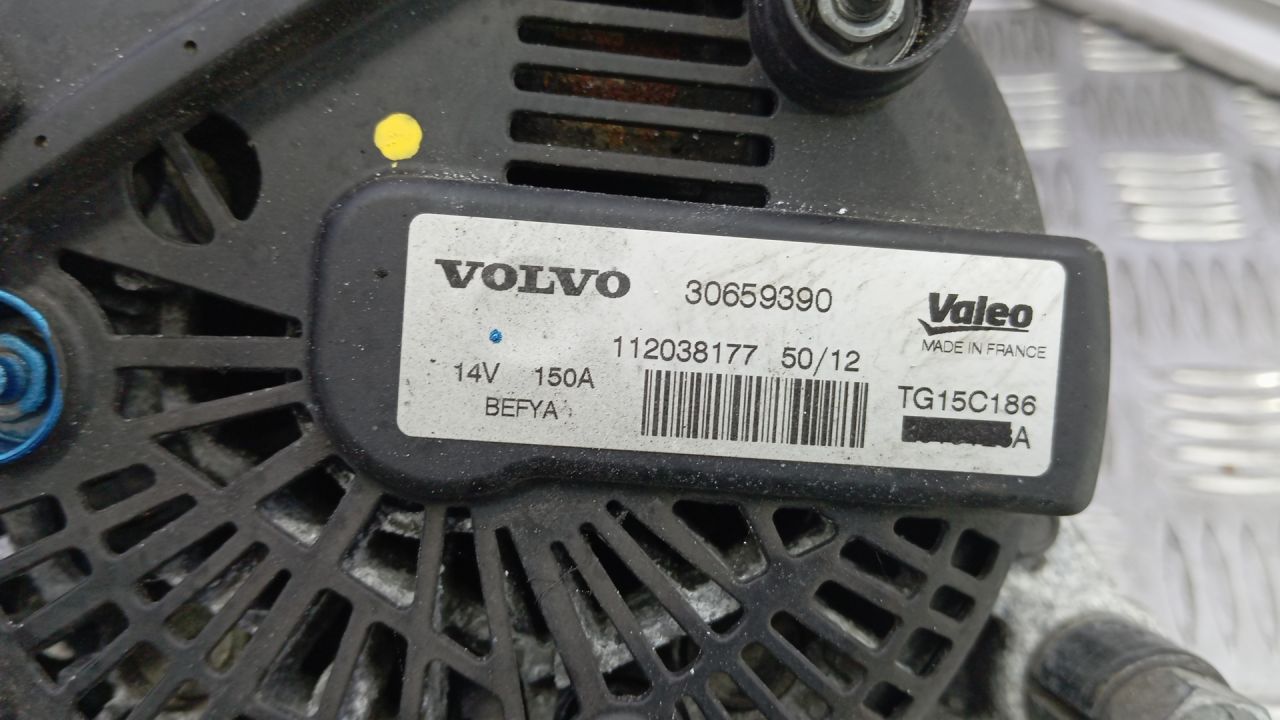 VOLVO 30659390
Valeo
MADE IN FRANCE
112038177 50/12
14V 150A
BEFYA
TG15C186
A